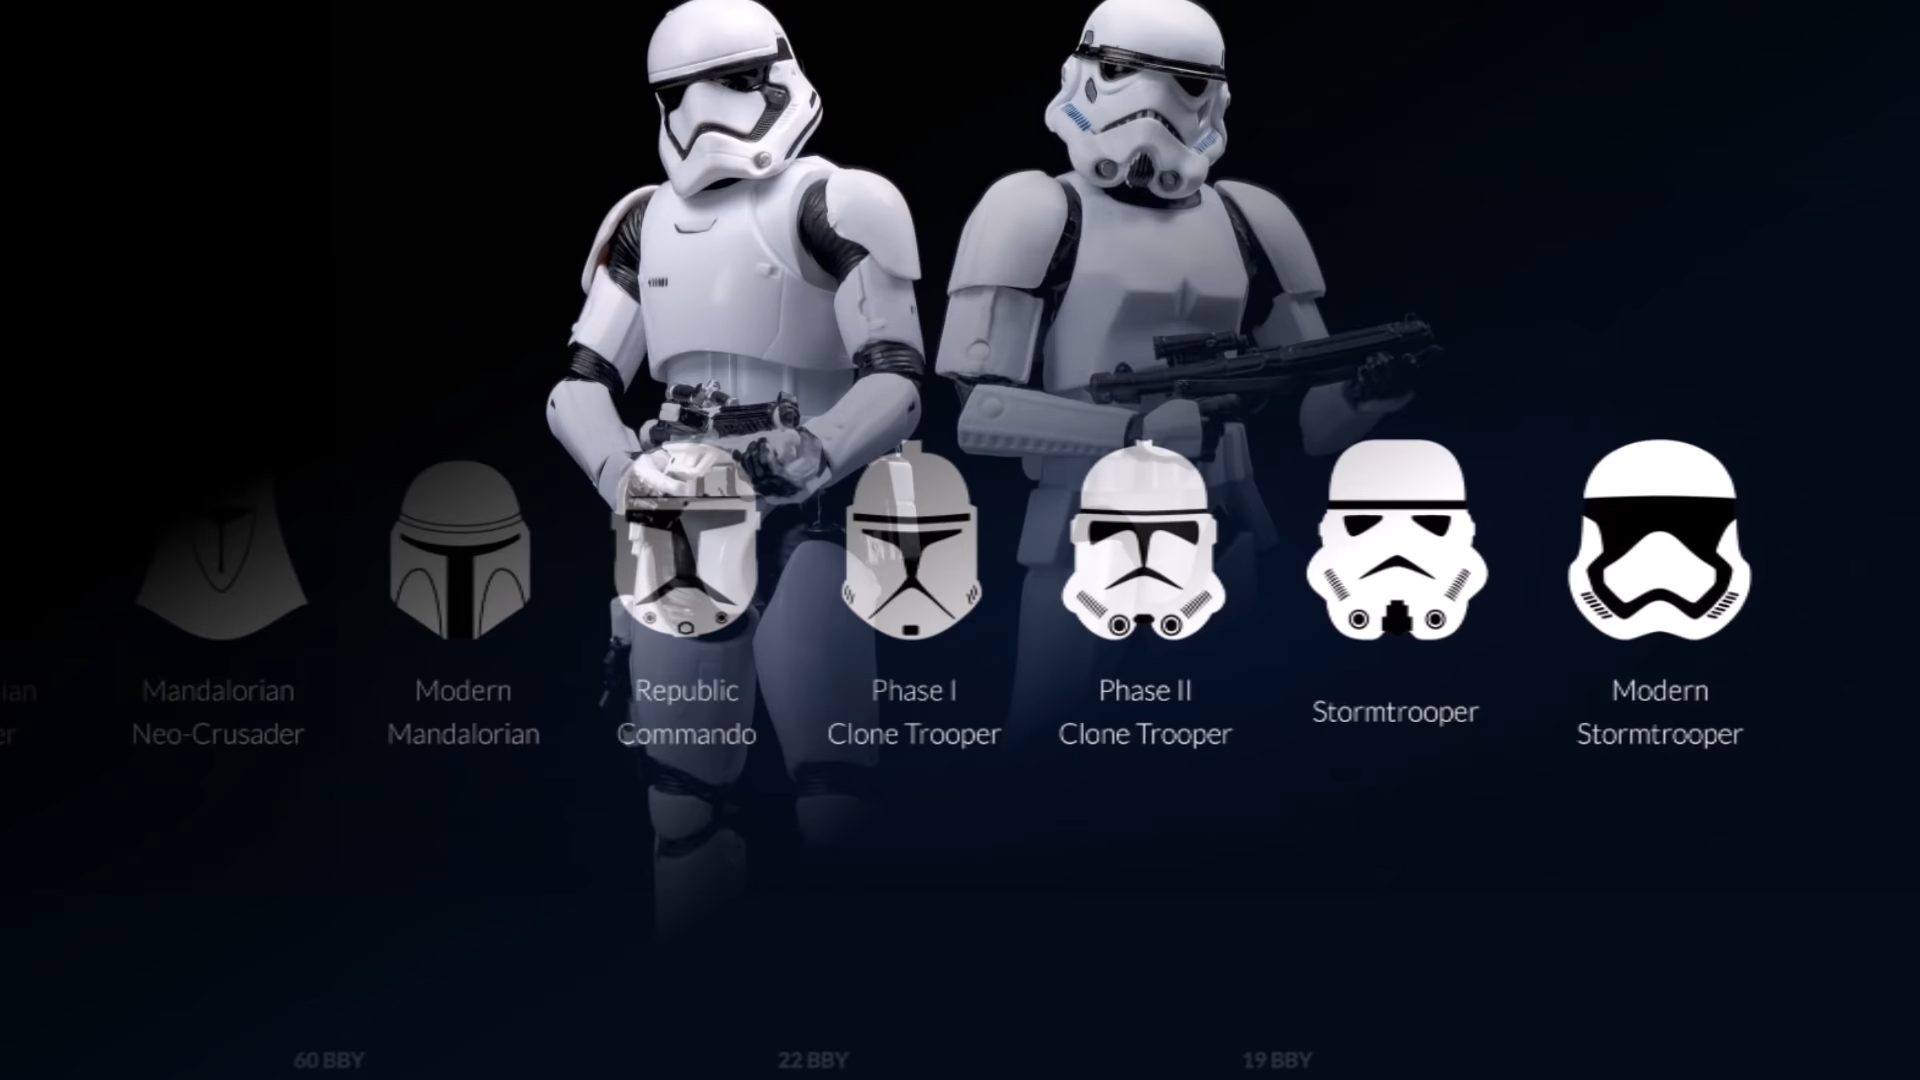 Mandalorian
Neo-Crusader
Modern
Mandalorian
Republic
Commando
Phase I
Clone Trooper
Phase II
Clone Trooper
Stormtrooper
Modern
Stormtrooper
60 BBY
22 BBY
19 BBY